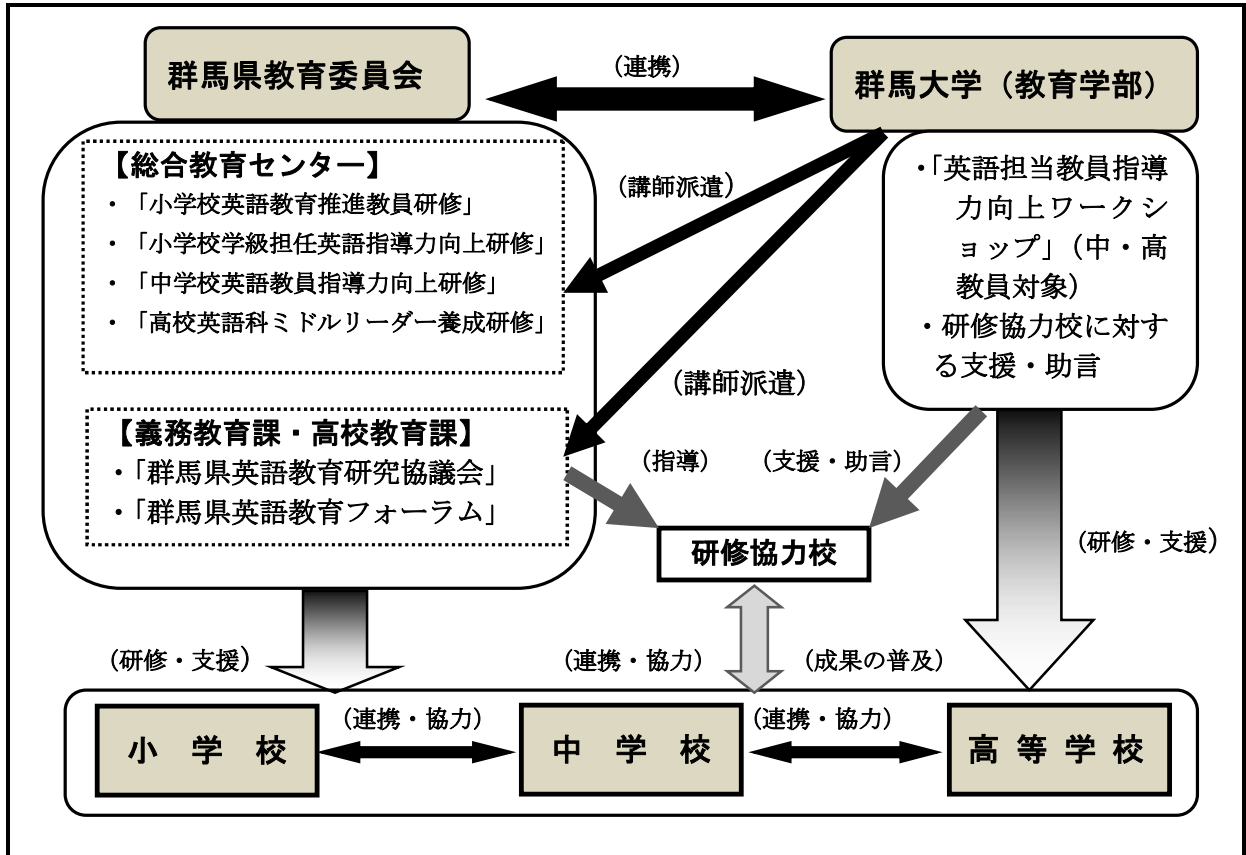 群馬県教育委員会
(連携)
群馬大学（教育学部）
【総合教育センター】
・「小学校英語教育推進教員研修」
・「小学校学級担任英語指導力向上研修」
・「中学校英語教員指導力向上研修」
・「高校英語科ミドルリーダー養成研修」
(講師派遣)
・「英語担当教員指導
力向上ワークシ
ョップ」（中・高
教員対象）
・研修協力校に対す
る支援・助言
(講師派遣)
【義務教育課・高校教育課】
・「群馬県英語教育研究協議会」
・「群馬県英語教育フォーラム」
(指導)
(支援・助言)
研修協力校
(研修・支援)
(研修・支援)
(連携・協力)
(成果の普及)
小 学 校
(連携・協力)
中 学 校
(連携・協力)
高 等 学 校